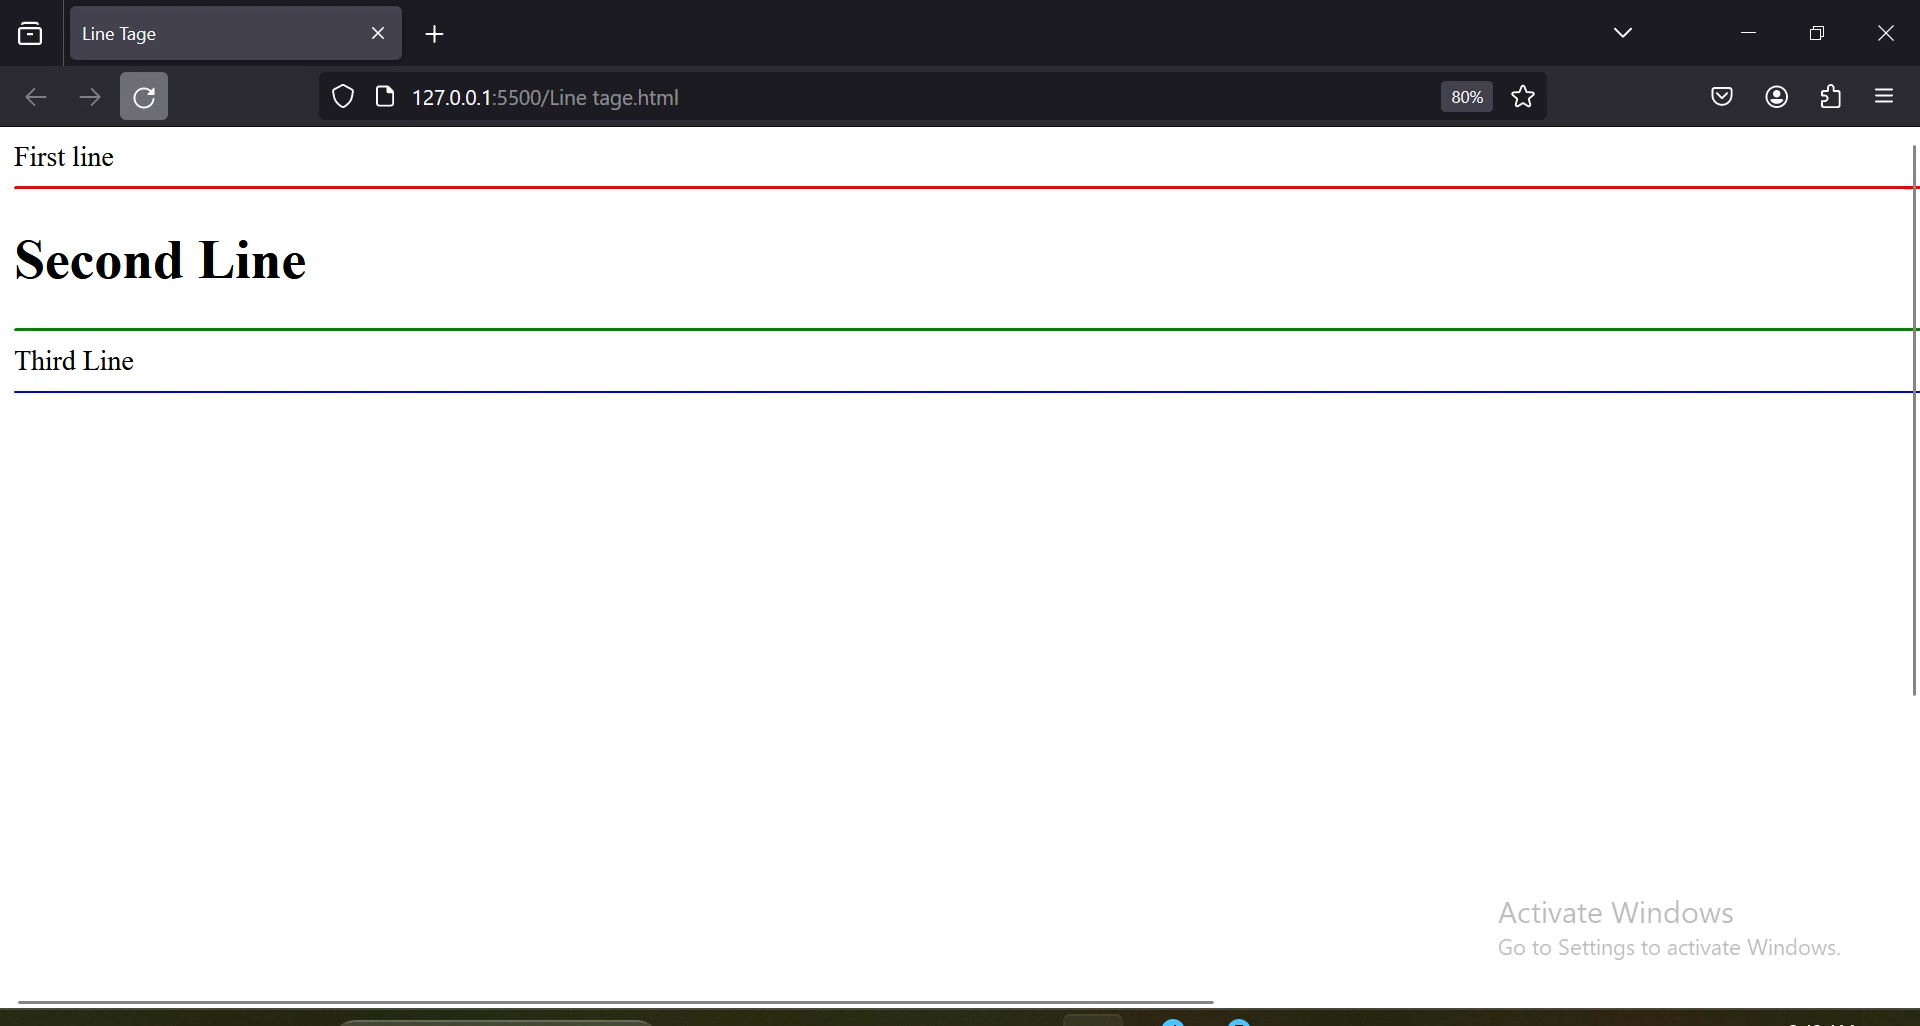 Line Tage
127.0.0.1:5500/Line tage.html
80%
First line
Second Line
Third Line
Activate Windows
Go to Settings to activate Windows.